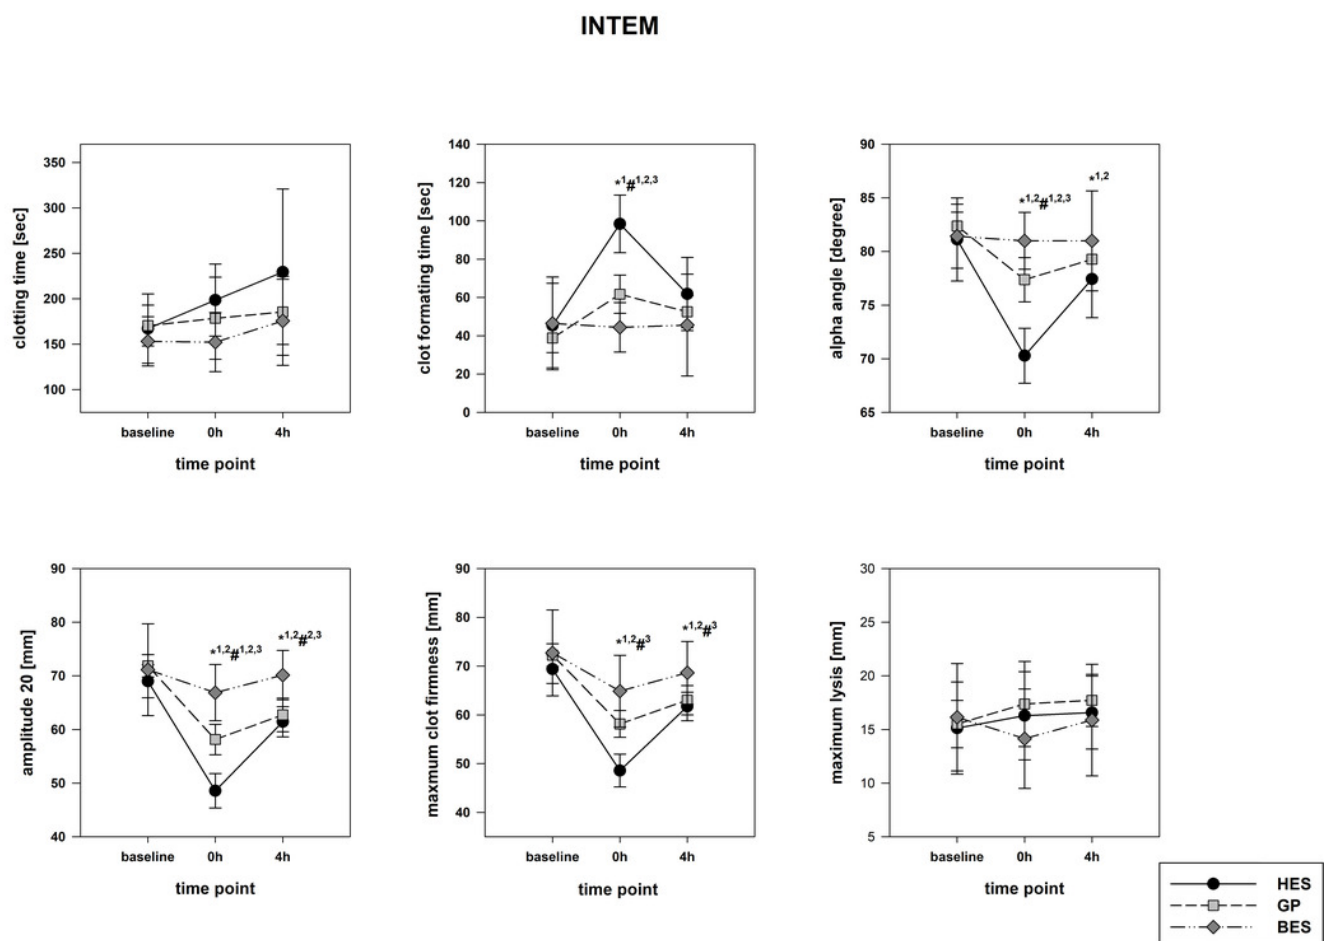 INTEM
350
300
250
200
150
100
clotting time [sec]
baseline 0h 4h
time point
140
120
100
80
60
40
20
0
clot formating time [sec]
*1#1,2,3
baseline 0h 4h
time point
90
85
80
75
70
65
alpha angle [degree]
*1,2#1,2,3
*1,2
baseline 0h 4h
time point
90
80
70
60
50
40
amplitude 20 [mm]
*1,2#1,2,3
*1,2#2,3
baseline 0h 4h
time point
90
80
70
60
50
40
maxmum clot firmness [mm]
*1,2#3
*1,2#3
baseline 0h 4h
time point
30
25
20
15
10
5
maximum lysis [mm]
baseline 0h 4h
time point
HES
GP
BES